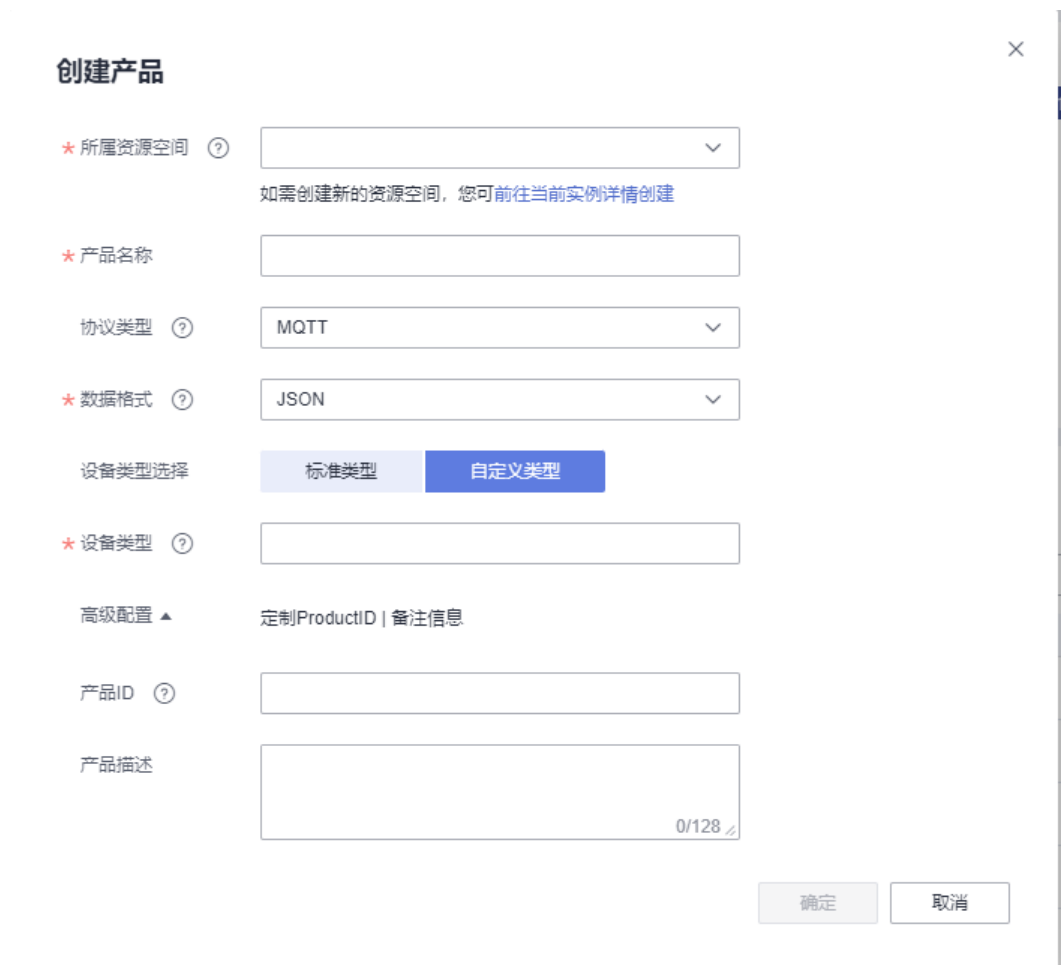 创建产品
* 所属资源空间 ?
如需创建新的资源空间，您可前往当前实例详情创建
* 产品名称
协议类型 ? MQTT
* 数据格式 ? JSON
设备类型选择 标准类型 自定义类型
* 设备类型 ?
高级配置 ▲ 定制ProductID | 备注信息
产品ID ?
产品描述
0/128
确定 取消